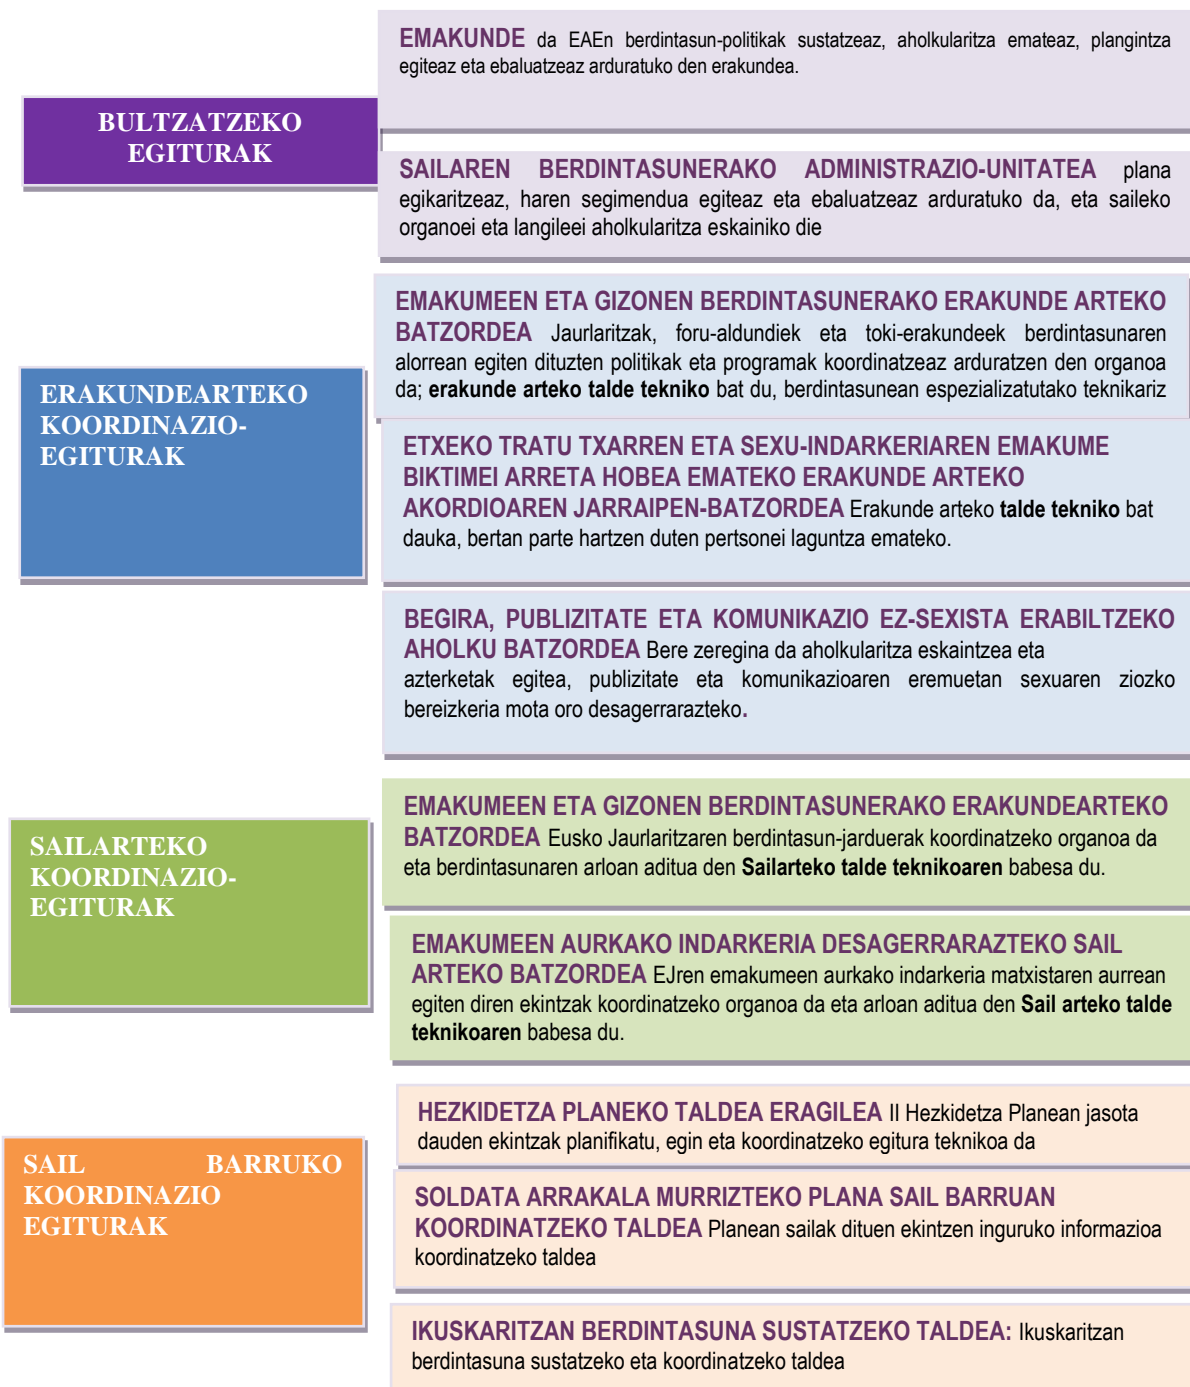 EMAKUNDE da EAEn berdintasun-politikak sustatzeaz, aholkularitza emateaz, plangintza
egiteaz eta ebaluatzeaz arduratuko den erakundea.
BULTZATZEKO
EGITURAK
SAILAREN BERDINTASUNERAKO ADMINISTRAZIO-UNITATEA plana
egikaritzeaz, haren segimendua egiteaz eta ebaluatzeaz arduratuko da, eta saileko
organoei eta langileei aholkularitza eskainiko die
EMAKUMEEN ETA GIZONEN BERDINTASUNERAKO ERAKUNDE ARTEKO
BATZORDEA Jaurlaritzak, foru-aldundiek eta toki-erakundeek berdintasunaren
alorrean egiten dituzten politikak eta programak koordinatzeaz arduratzen den organoa
da; erakunde arteko talde tekniko bat du, berdintasunean espezializatutako teknikariz
ERAKUNDEARTEKO
KOORDINAZIO-
EGITURAK
ETXEKO TRATU TXARREN ETA SEXU-INDARKERIAREN EMAKUME
BIKTIMEI ARRETA HOBEA EMATEKO ERAKUNDE ARTEKO
AKORDIOAREN JARRAIPEN-BATZORDEA Erakunde arteko talde tekniko bat
dauka, bertan parte hartzen duten pertsonei laguntza emateko.
BEGIRA, PUBLIZITATE ETA KOMUNIKAZIO EZ-SEXISTA ERABILTZEKO
AHOLKU BATZORDEA Bere zeregina da aholkularitza eskaintzea eta
azterketak egitea, publizitate eta komunikazioaren eremuetan sexuaren ziozko
bereizkeria mota oro desagerrarazteko.
SAILARTEKO
KOORDINAZIO-
EGITURAK
EMAKUMEEN ETA GIZONEN BERDINTASUNERAKO ERAKUNDEARTEKO
BATZORDEA Eusko Jaurlaritzaren berdintasun-jarduerak koordinatzeko organoa da
eta berdintasunaren arloan aditua den Sailarteko talde teknikoaren babesa du.
EMAKUMEEN AURKAKO INDARKERIA DESAGERRARAZTEKO SAIL
ARTEKO BATZORDEA EJren emakumeen aurkako indarkeria matxistaren aurrean
egiten diren ekintzak koordinatzeko organoa da eta arloan aditua den Sail arteko talde
teknikoaren babesa du.
SAIL BARRUKO
KOORDINAZIO
EGITURAK
HEZKIDETZA PLANEKO TALDEA ERAGILEA II Hezkidetza Planean jasota
dauden ekintzak planifikatu, egin eta koordinatzeko egitura teknikoa da
SOLDATA ARRAKALA MURRIZTEKO PLANA SAIL BARRUAN
KOORDINATZEKO TALDEA Planean sailak dituen ekintzen inguruko informazioa
koordinatzeko taldea
IKUSKARITZAN BERDINTASUNA SUSTATZEKO TALDEA: Ikuskaritzan
berdintasuna sustatzeko eta koordinatzeko taldea